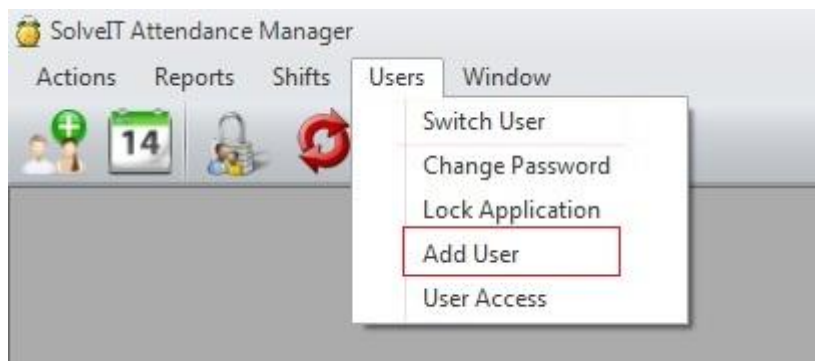 SolveIT Attendance Manager
Actions Reports Shifts Users Window
14
Switch User
Change Password
Lock Application
Add User
User Access